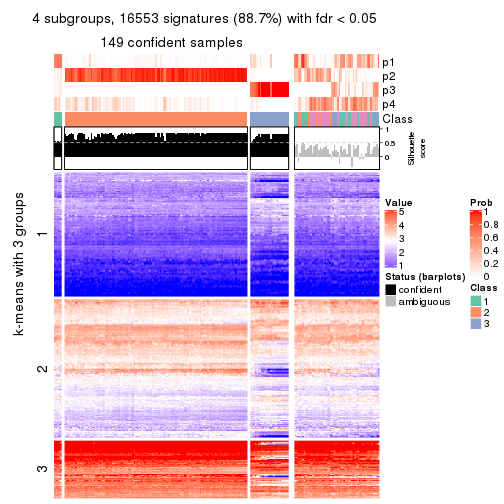 4 subgroups, 16553 signatures (88.7%) with fdr < 0.05
149 confident samples
p1
p2
p3
p4
Class
1
0.5
0
Silhouette
score
k-means with 3 groups
1
2
3
Value
5
4
3
2
1
Status (barplots)
confident
ambiguous
Prob
1
0.8
0.6
0.4
0.2
0
Class
1
2
3